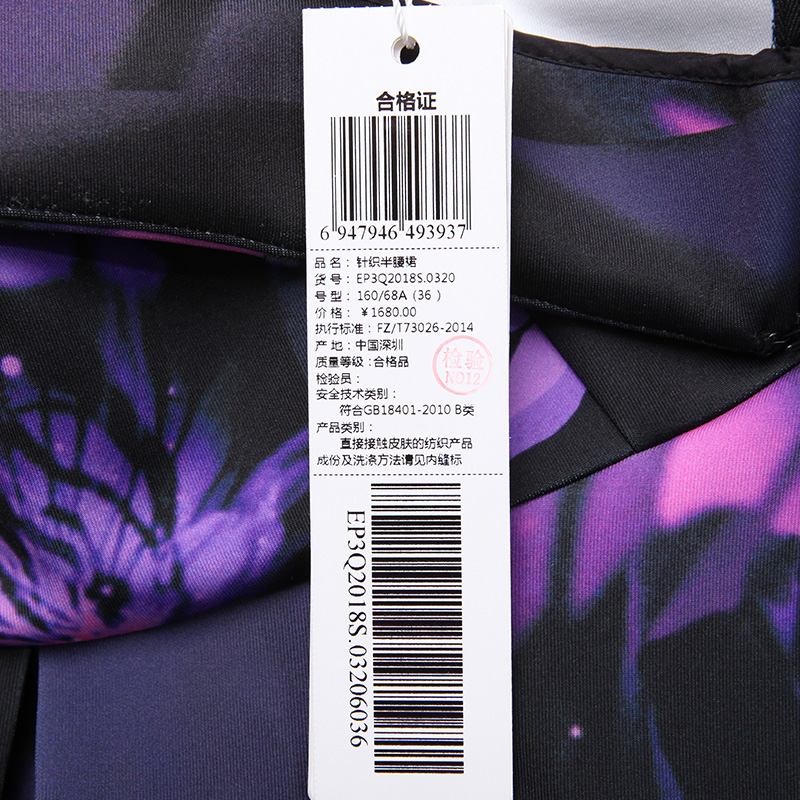 合格证
6 947946 493937
品名：针织半腰裙
货号：EP3Q2018S.0320
号型：160/68A（36 ）
价格：￥1680.00
执行标准：FZ/T73026-2014
产地：中国深圳
质量等级：合格品
检验员：
检验
NO12
安全技术类别：
符合GB18401-2010 B类
产品类别：
直接接触皮肤的纺织产品
成份及洗涤方法请见内缝标
EP3Q2018S.03206036